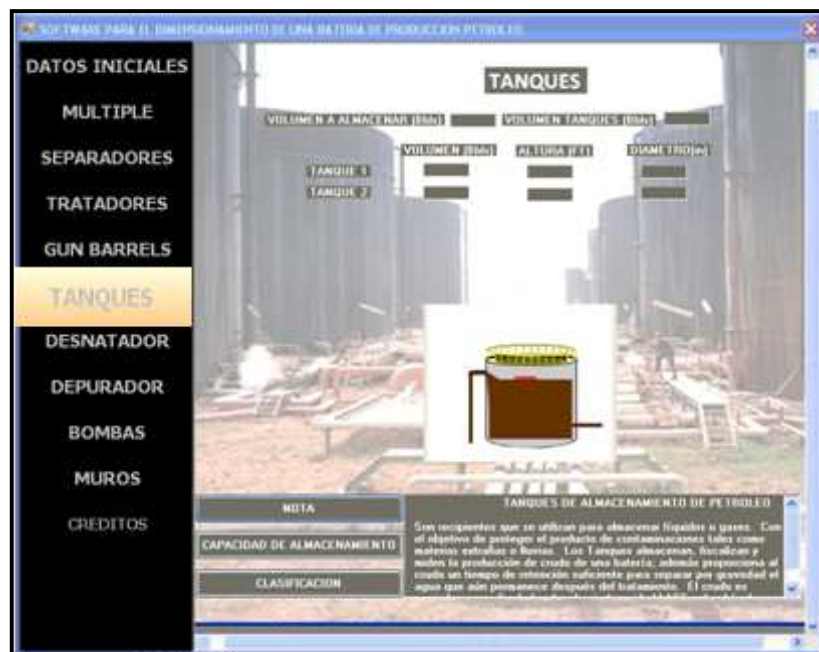 SOFTWARE PARA EL DIMENSIONAMIENTO DE UNA BATERIA DE PRODUCCION PETROLEO
DATOS INICIALES
MULTIPLE
SEPARADORES
TRATADORES
GUN BARRELS
TANQUES
DESNATADOR
DEPURADOR
BOMBAS
MUROS
CREDITOS
TANQUES
VOLUMEN A ALMACENAR (Bbls)
VOLUMEN TANQUES (Bbls)
VOLUMEN (Bbls) ALTURA (FT) DIAMETRO(in)
TANQUE 1
TANQUE 2
NOTA
CAPACIDAD DE ALMACENAMIENTO
CLASIFICACION
TANQUES DE ALMACENAMIENTO DE PETROLEO
Son recipientes que se utilizan para almacenar líquidos o gases. Con
el objetivo de proteger el producto de contaminaciones tales como
materias extrañas o lluvias. Los Tanques almacenan, fiscalizan y
miden la producción de crudo de una batería, además proporciona al
crudo un tiempo de retención suficiente para separar por gravedad el
agua que aún permanece después del tratamiento. El crudo es